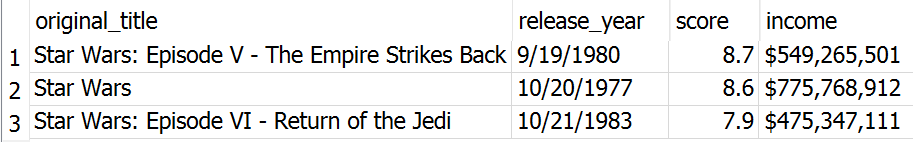 original_title release_year score income
1 Star Wars: Episode V - The Empire Strikes Back 9/19/1980 8.7 $549,265,501
2 Star Wars 10/20/1977 8.6 $775,768,912
3 Star Wars: Episode VI - Return of the Jedi 10/21/1983 7.9 $475,347,111